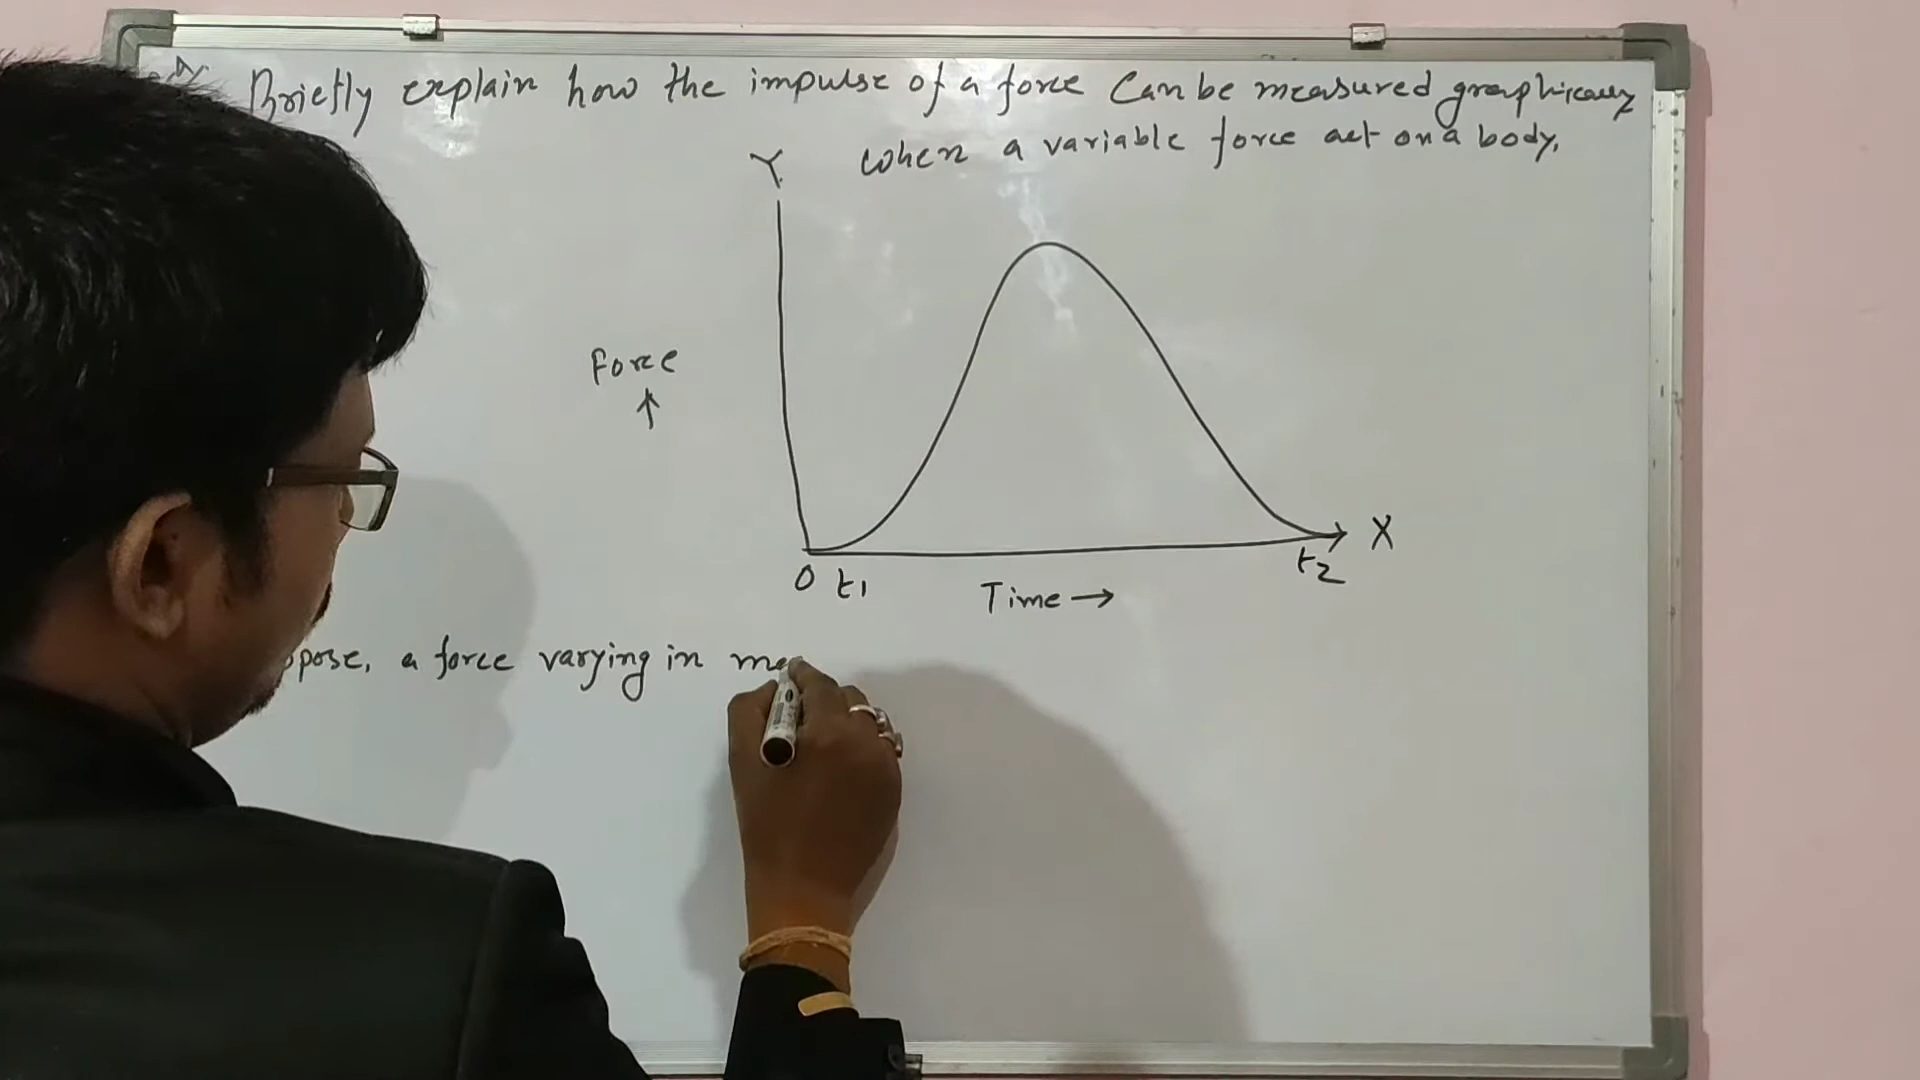 Briefly explain how the impulse of a force can be measured graphically
when a variable force act on a body.
Y
Force
↑
X
0 t1
t2
Time →
pose, a force varying in